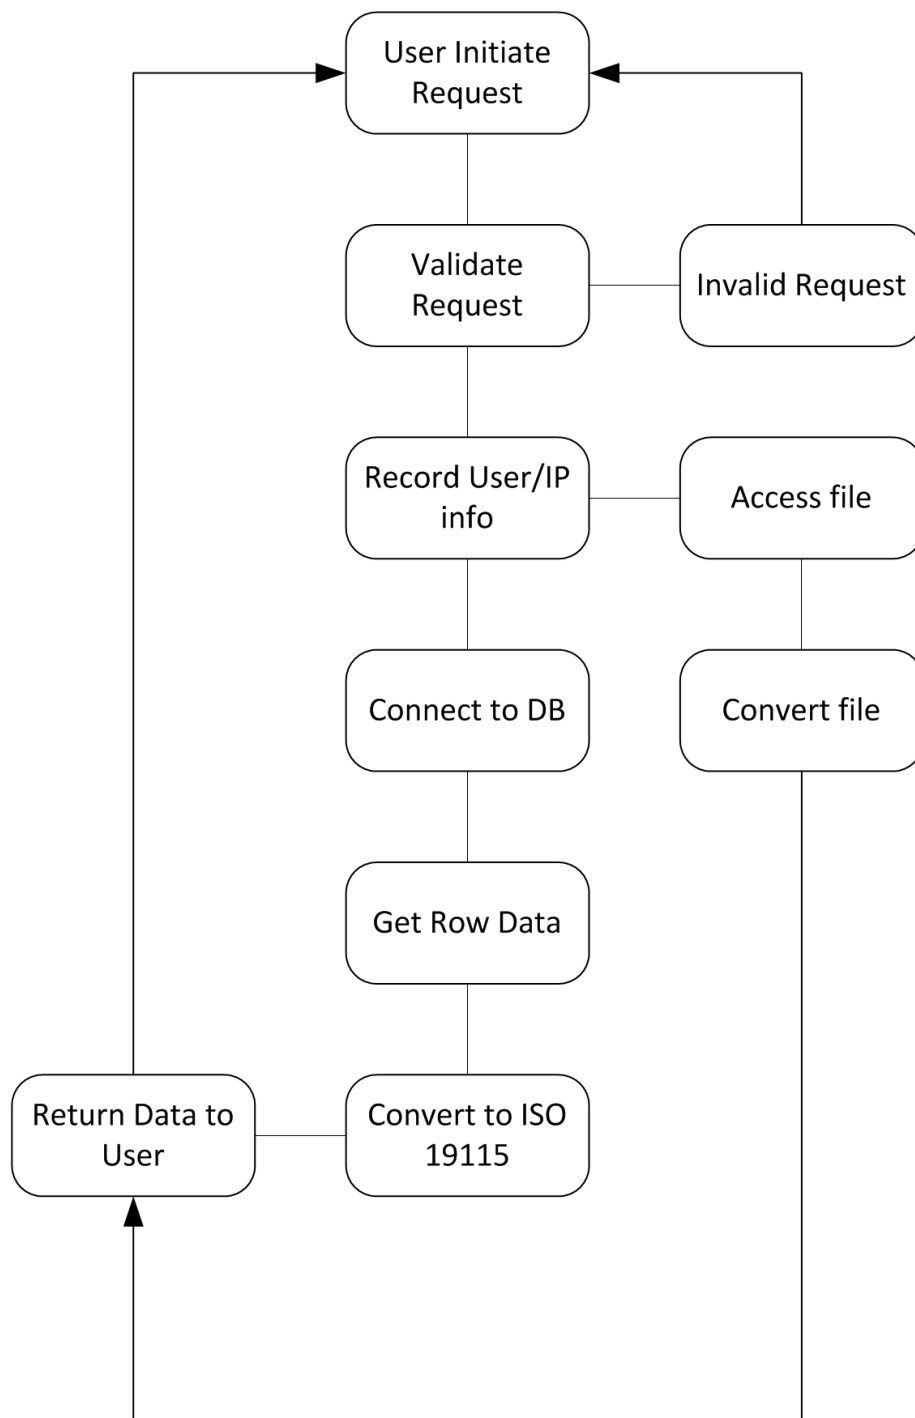 User Initiate
Request
Validate
Request
Invalid Request
Record User/IP
info
Access file
Connect to DB
Convert file
Get Row Data
Return Data to
User
Convert to ISO
19115